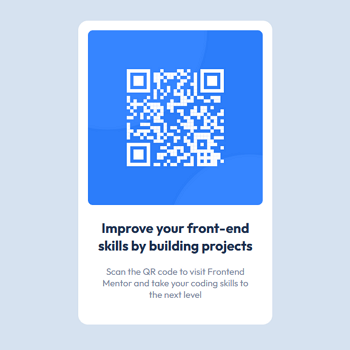 Improve your front-end
skills by building projects
Scan the QR code to visit Frontend
Mentor and take your coding skills to
the next level